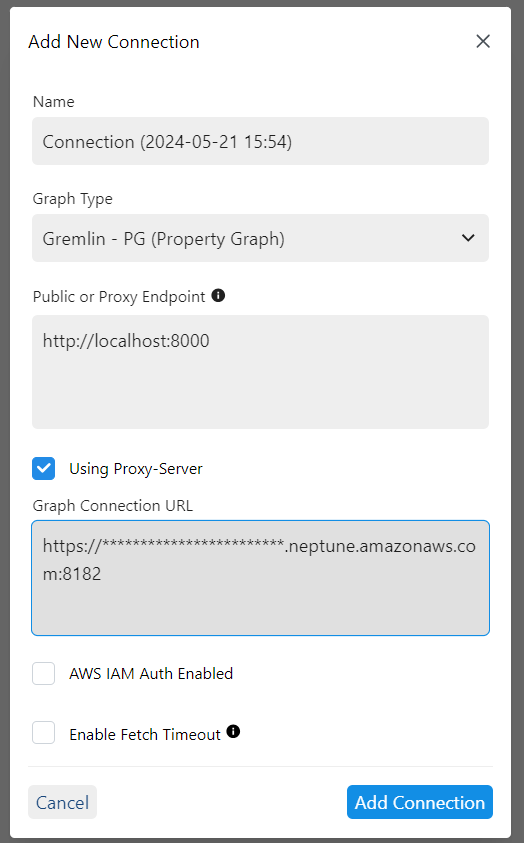 Add New Connection
Name
Connection (2024-05-21 15:54)
Graph Type
Gremlin - PG (Property Graph)
Public or Proxy Endpoint
http://localhost:8000
Using Proxy-Server
Graph Connection URL
https://************************.neptune.amazonaws.co
m:8182
AWS IAM Auth Enabled
Enable Fetch Timeout
Cancel
Add Connection